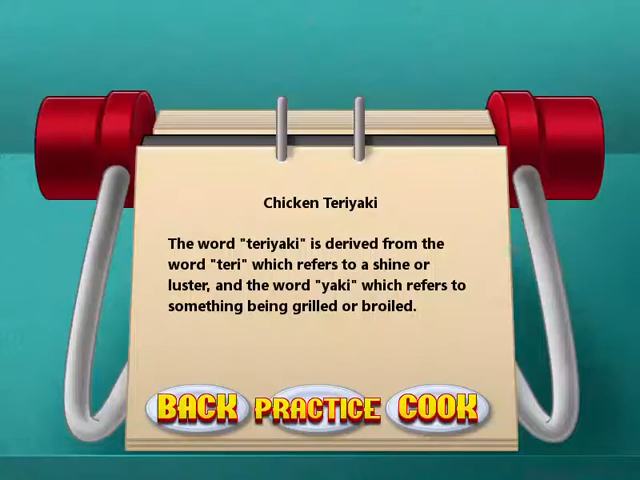 Chicken Teriyaki
The word "teriyaki" is derived from the
word "teri" which refers to a shine or
luster, and the word "yaki" which refers to
something being grilled or broiled.
BACK PRACTICE COOK